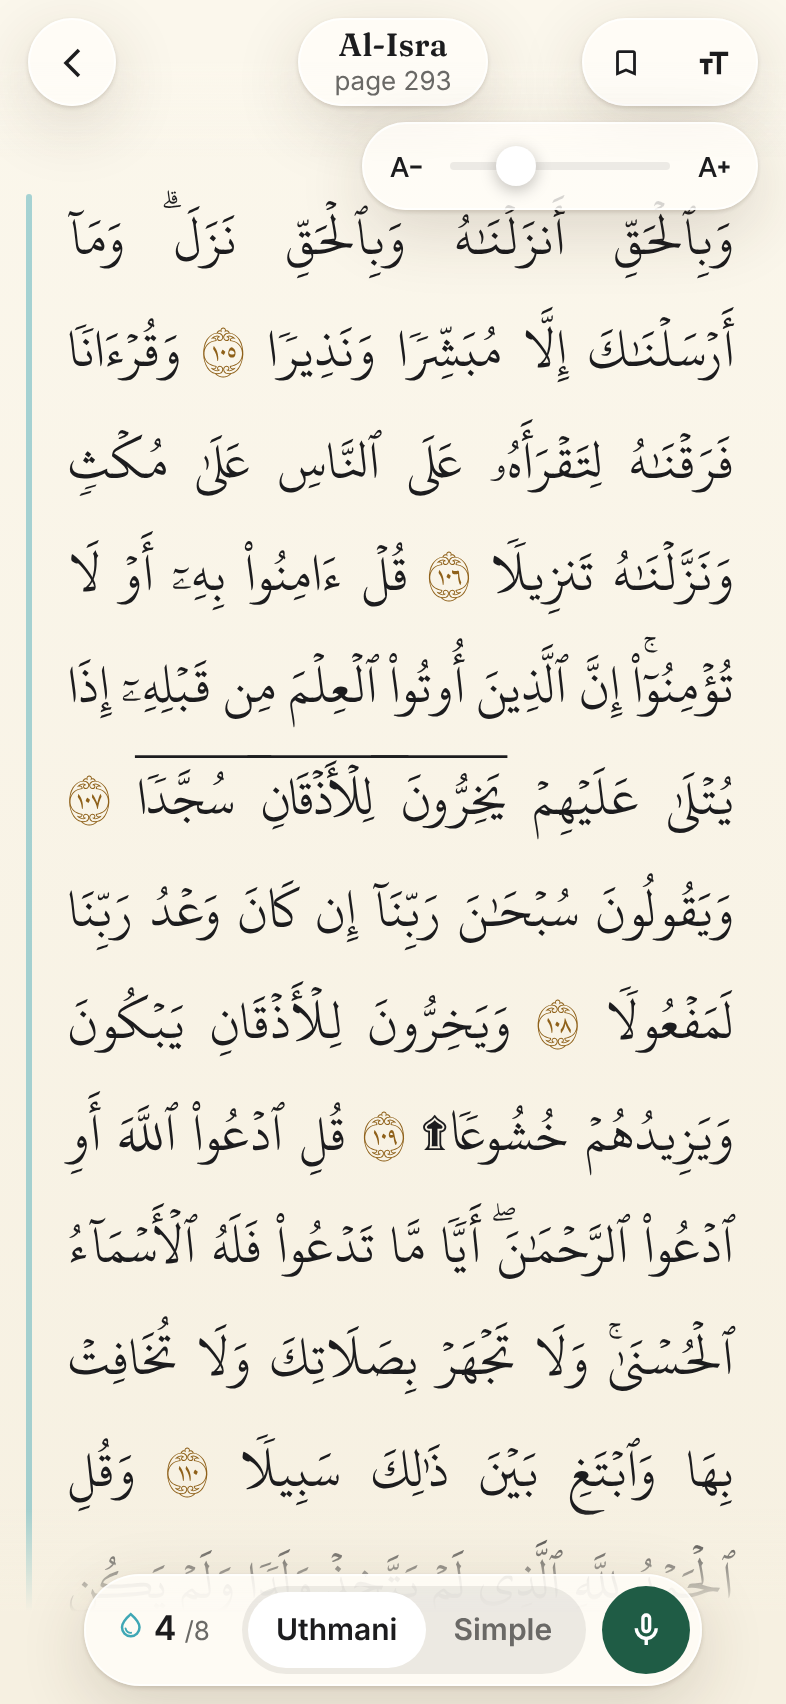 Al-Isra
page 293
A− A+
وَبِٱلْحَقِّ أَنزَلْنَـٰهُ وَبِٱلْحَقِّ نَزَلَ ۗ وَمَآ
أَرْسَلْنَـٰكَ إِلَّا مُبَشِّرًا وَنَذِيرًا ١٠٥ وَقُرْءَانًا
فَرَقْنَـٰهُ لِتَقْرَأَهُۥ عَلَى ٱلنَّاسِ عَلَىٰ مُكْثٍ
وَنَزَّلْنَـٰهُ تَنزِيلًا ١٠٦ قُلْ ءَامِنُوا۟ بِهِۦٓ أَوْ لَا
تُؤْمِنُوٓا۟ ۚ إِنَّ ٱلَّذِينَ أُوتُوا۟ ٱلْعِلْمَ مِن قَبْلِهِۦٓ إِذَا
يُتْلَىٰ عَلَيْهِمْ يَخِرُّونَ لِلْأَذْقَانِ سُجَّدًا ١٠٧
وَيَقُولُونَ سُبْحَـٰنَ رَبِّنَآ إِن كَانَ وَعْدُ رَبِّنَا
لَمَفْعُولًا ١٠٨ وَيَخِرُّونَ لِلْأَذْقَانِ يَبْكُونَ
وَيَزِيدُهُمْ خُشُوعًا ۩ ١٠٩ قُلِ ٱدْعُوا۟ ٱللَّهَ أَوِ
ٱدْعُوا۟ ٱلرَّحْمَـٰنَ ۖ أَيًّا مَّا تَدْعُوا۟ فَلَهُ ٱلْأَسْمَآءُ
ٱلْحُسْنَىٰ ۚ وَلَا تَجْهَرْ بِصَلَاتِكَ وَلَا تُخَافِتْ
بِهَا وَٱبْتَغِ بَيْنَ ذَٰلِكَ سَبِيلًا ١١٠ وَقُلِ
ٱلْحَمْدُ لِلَّهِ ٱلَّذِى لَمْ يَتَّخِذْ وَلَدًا وَلَمْ يَكُن
4 /8 Uthmani Simple